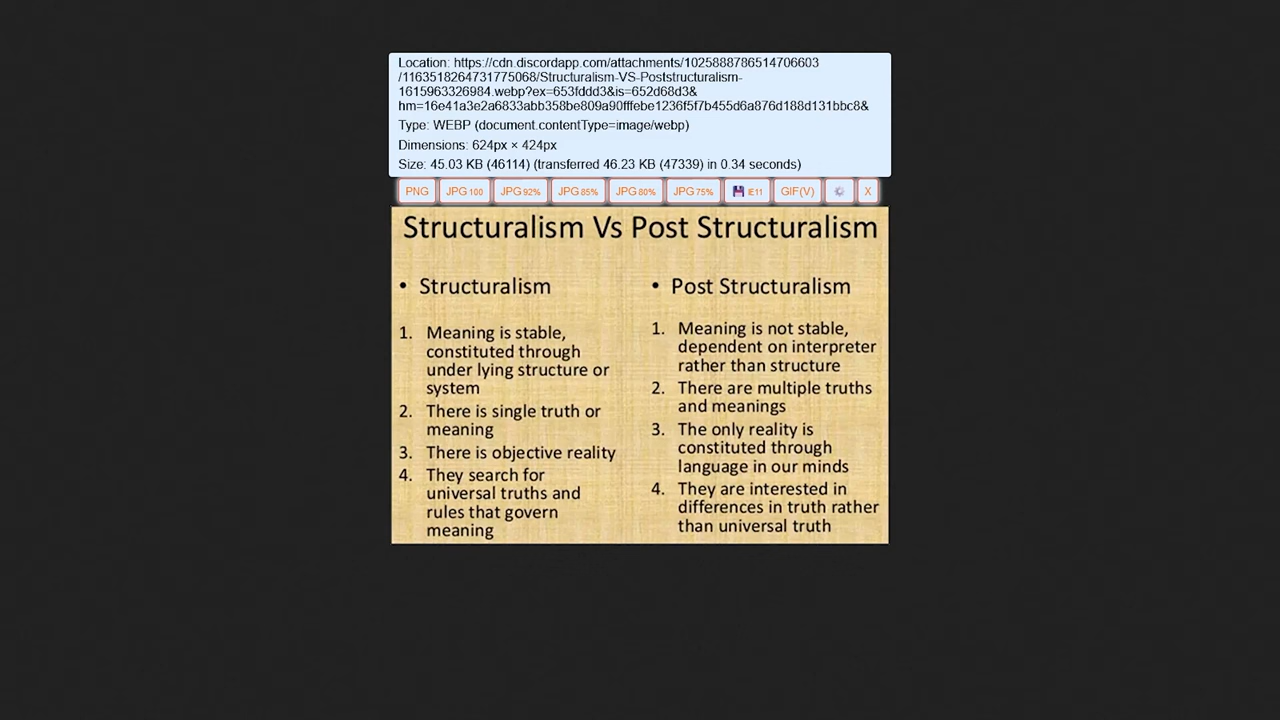 Location: https://cdn.discordapp.com/attachments/1025888786514706603
/1163518264731775068/Structuralism-VS-Poststructuralism-
1615963326984.webp?ex=653fddd3&is=652d68d3&
hm=16e41a3e2a6833abb358be809a90fffebe1236f5f7b455d6a876d188d131bbc8&
Type: WEBP (document.contentType=image/webp)
Dimensions: 624px × 424px
Size: 45.03 KB (46114) (transferred 46.23 KB (47339) in 0.34 seconds)
PNG JPG 100 JPG 92% JPG 85% JPG 80% JPG 75% IE11 GIF(V) X
Structuralism Vs Post Structuralism
• Structuralism
1. Meaning is stable,
constituted through
under lying structure or
system
2. There is single truth or
meaning
3. There is objective reality
4. They search for
universal truths and
rules that govern
meaning
• Post Structuralism
1. Meaning is not stable,
dependent on interpreter
rather than structure
2. There are multiple truths
and meanings
3. The only reality is
constituted through
language in our minds
4. They are interested in
differences in truth rather
than universal truth